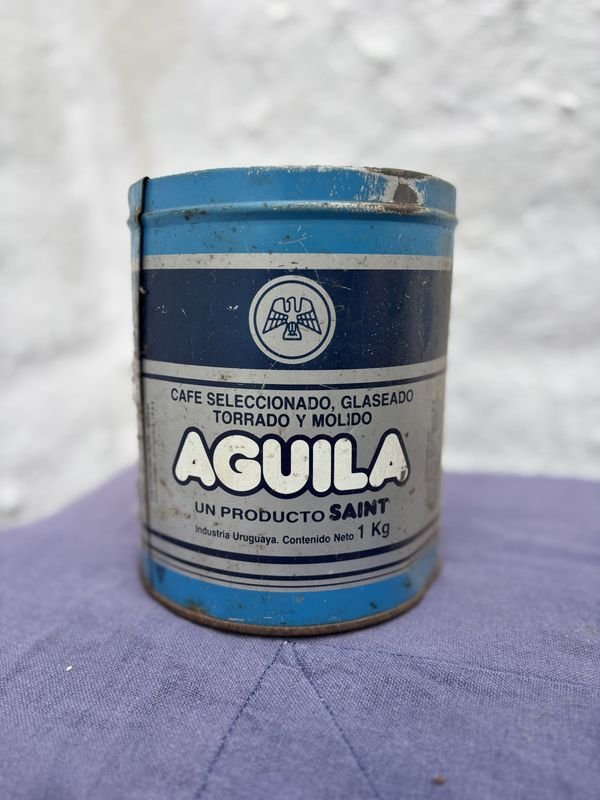 CAFE SELECCIONADO, GLASEADO
TORRADO Y MOLIDO
AGUILA
UN PRODUCTO SAINT
Industria Uruguaya. Contenido Neto 1 Kg